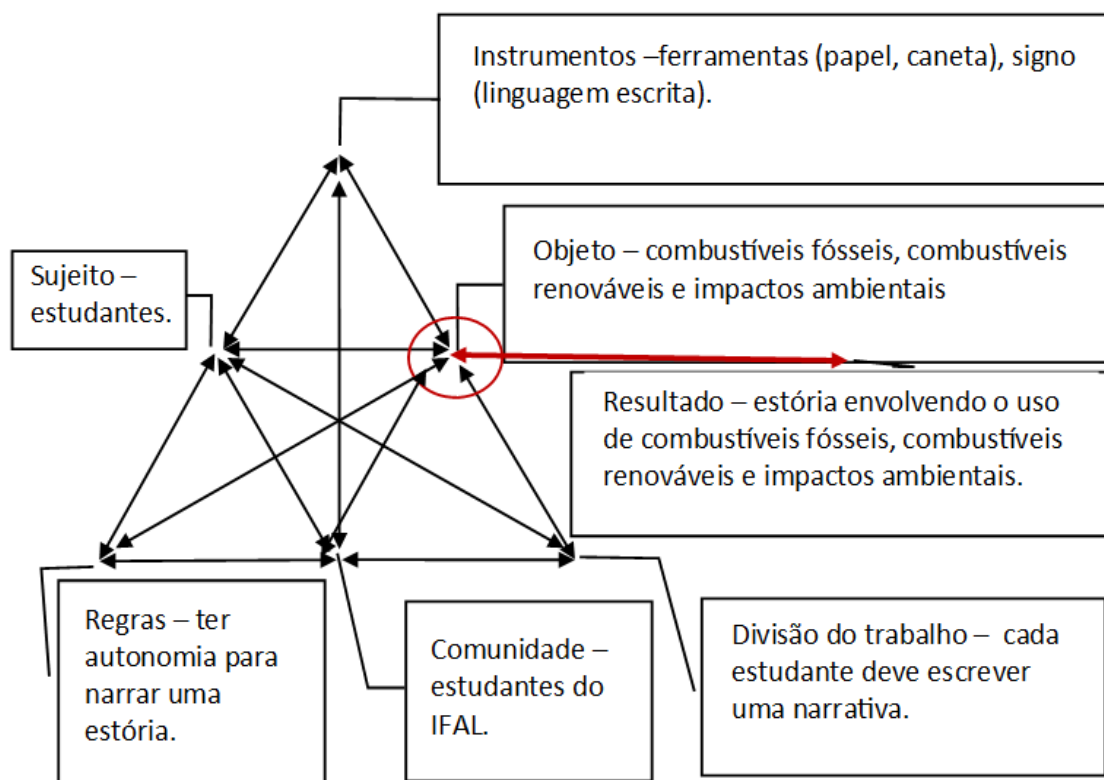 Instrumentos –ferramentas (papel, caneta), signo
(linguagem escrita).
Objeto – combustíveis fósseis, combustíveis
renováveis e impactos ambientais
Sujeito –
estudantes.
Resultado – estória envolvendo o uso
de combustíveis fósseis, combustíveis
renováveis e impactos ambientais.
Regras – ter
autonomia para
narrar uma
estória.
Comunidade –
estudantes do
IFAL.
Divisão do trabalho – cada
estudante deve escrever
uma narrativa.